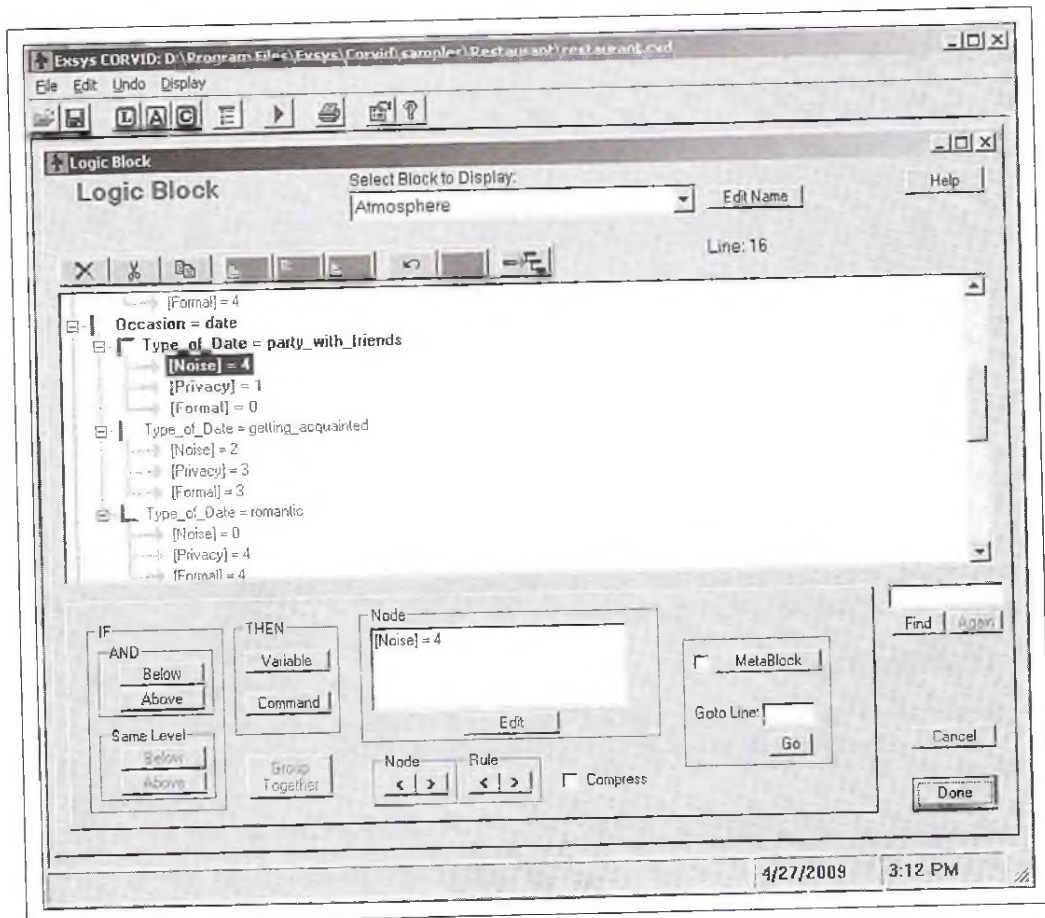 Exsys CORVID: D:\Program Files\Exsys\Corvid\samples\Restaurant\restaurant.cvd
File Edit Undo Display
L A C
Logic Block
Logic Block
Select Block to Display:
Atmosphere
Edit Name
Help
Line: 16
[Formal] = 4
Occasion = date
Type_of_Date = party_with_friends
[Noise] = 4
[Privacy] = 1
[Formal] = 0
Type_of_Date = getting_acquainted
[Noise] = 2
[Privacy] = 3
[Formal] = 3
Type_of_Date = romantic
[Noise] = 0
[Privacy] = 4
[Formal] = 4
IF
AND
Below
Above
Same Level
Below
Above
THEN
Variable
Command
Group
Together
Node
[Noise] = 4
Edit
Node
< >
Rule
< >
Compress
MetaBlock
Goto Line:
Go
Find Again
Cancel
Done
4/27/2009 3:12 PM